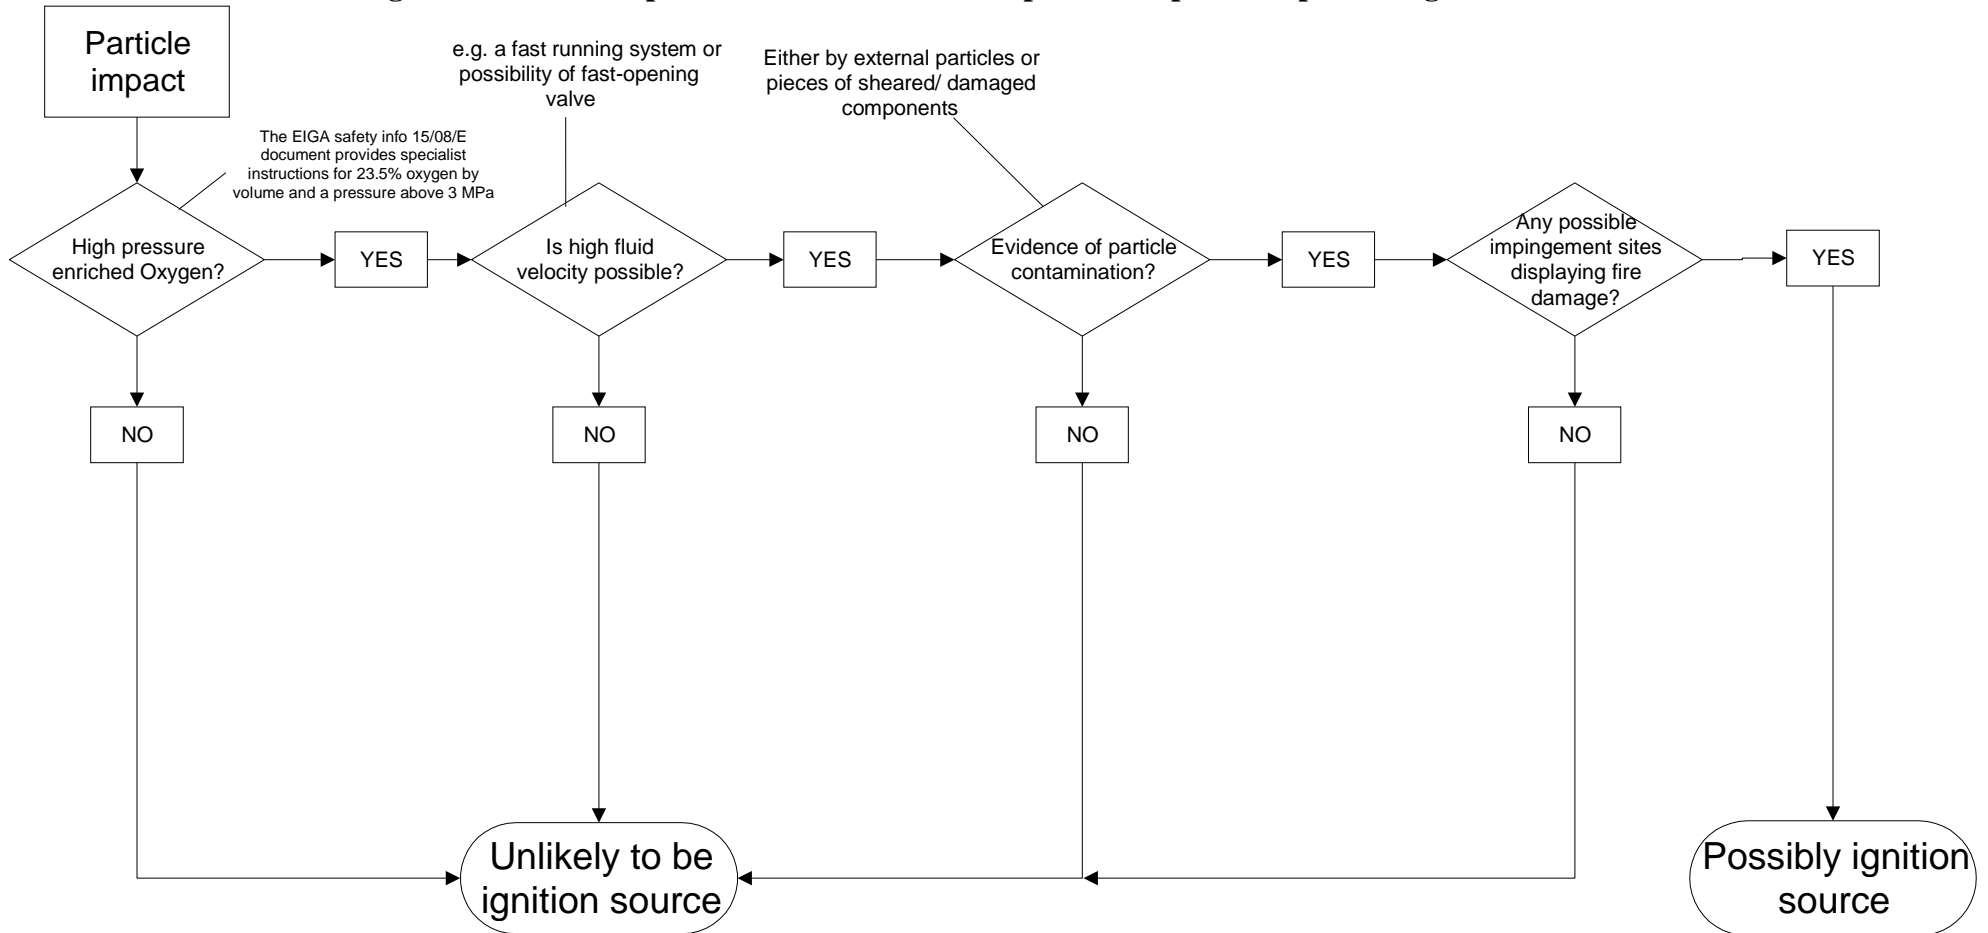 Particle
impact
e.g. a fast running system or
possibility of fast-opening
valve
Either by external particles or
pieces of sheared/ damaged
components
The EIGA safety info 15/08/E
document provides specialist
instructions for 23.5% oxygen by
volume and a pressure above 3 MPa
High pressure
enriched Oxygen?
YES
Is high fluid
velocity possible?
YES
Evidence of particle
contamination?
YES
Any possible
impingement sites
displaying fire
damage?
YES
NO
NO
NO
NO
Unlikely to be
ignition source
Possibly ignition
source